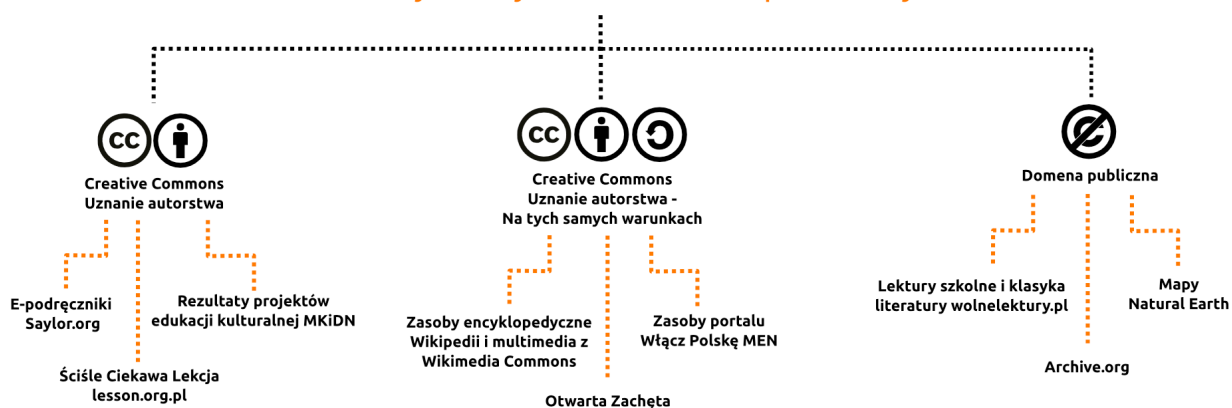 cc
Creative Commons
Uznanie autorstwa
E-podręczniki
Saylor.org
Ściśle Ciekawa Lekcja
lesson.org.pl
Rezultaty projektów
edukacji kulturalnej MKiDN
cc
Creative Commons
Uznanie autorstwa -
Na tych samych warunkach
Zasoby encyklopedyczne
Wikipedii i multimedia z
Wikimedia Commons
Otwarta Zachęta
Zasoby portalu
Włącz Polskę MEN
Domena publiczna
Lektury szkolne i klasyka
literatury wolnelektury.pl
Archive.org
Mapy
Natural Earth